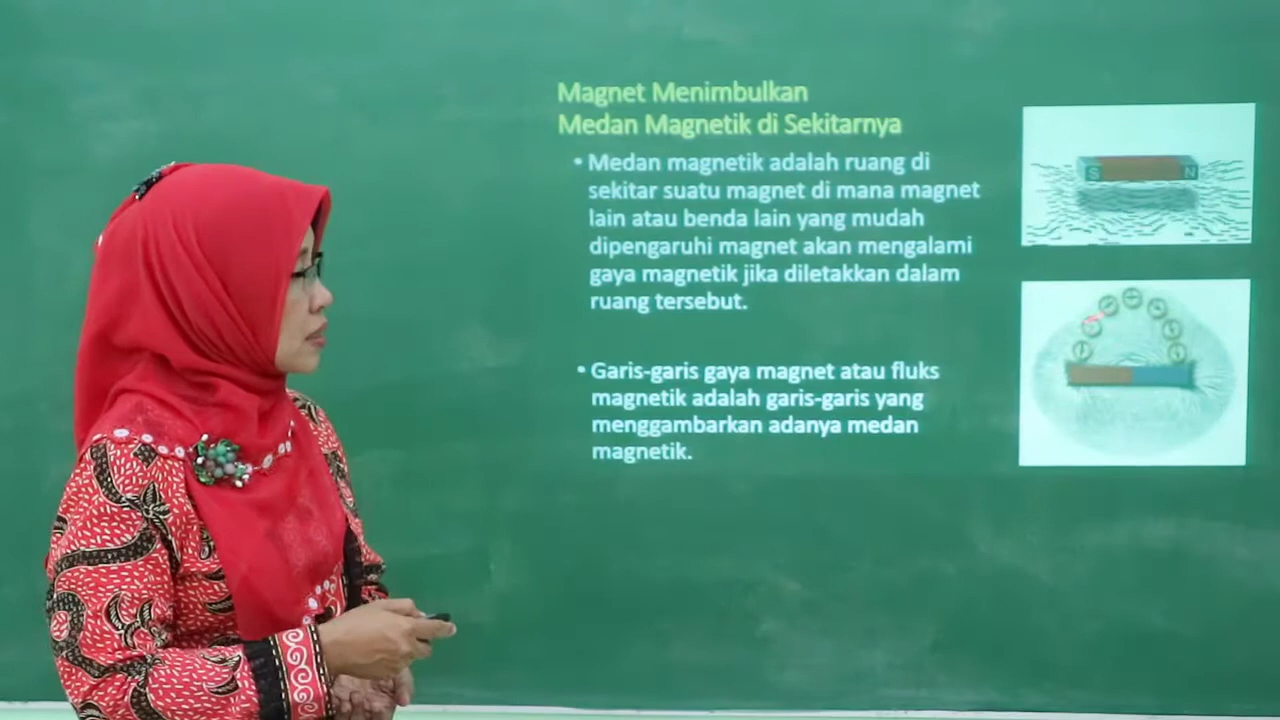 Magnet Menimbulkan
Medan Magnetik di Sekitarnya
• Medan magnetik adalah ruang di
sekitar suatu magnet di mana magnet
lain atau benda lain yang mudah
dipengaruhi magnet akan mengalami
gaya magnetik jika diletakkan dalam
ruang tersebut.
S N
• Garis-garis gaya magnet atau fluks
magnetik adalah garis-garis yang
menggambarkan adanya medan
magnetik.